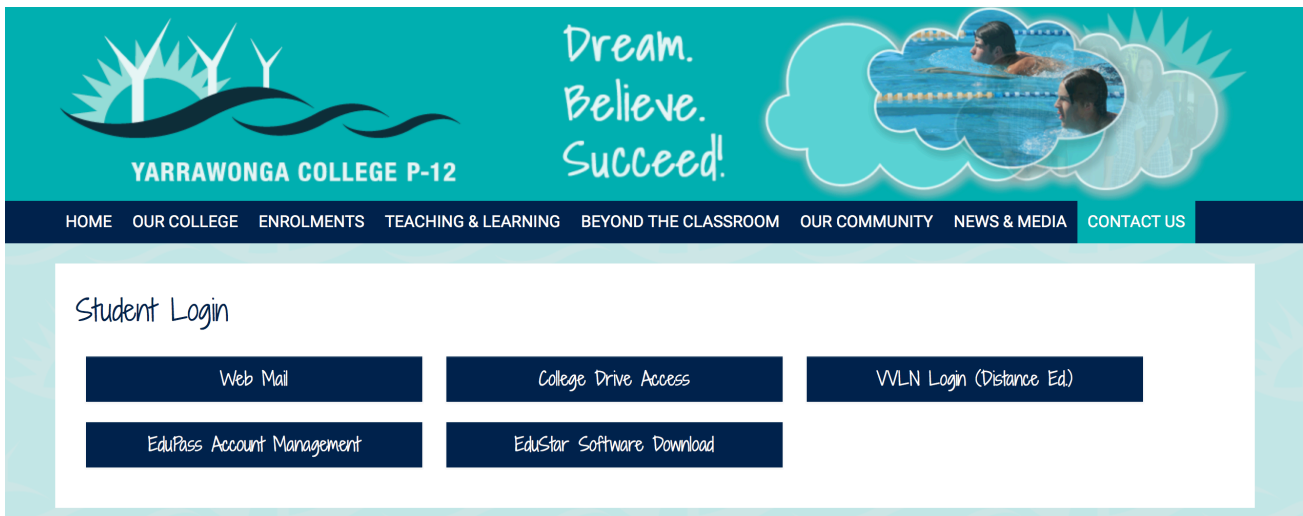 Dream.
Believe.
Succeed!
YARRAWONGA COLLEGE P-12
HOME OUR COLLEGE ENROLMENTS TEACHING & LEARNING BEYOND THE CLASSROOM OUR COMMUNITY NEWS & MEDIA CONTACT US
Student Login
Web Mail College Drive Access VVLN Login (Distance Ed.)
EduPass Account Management EduStar Software Download